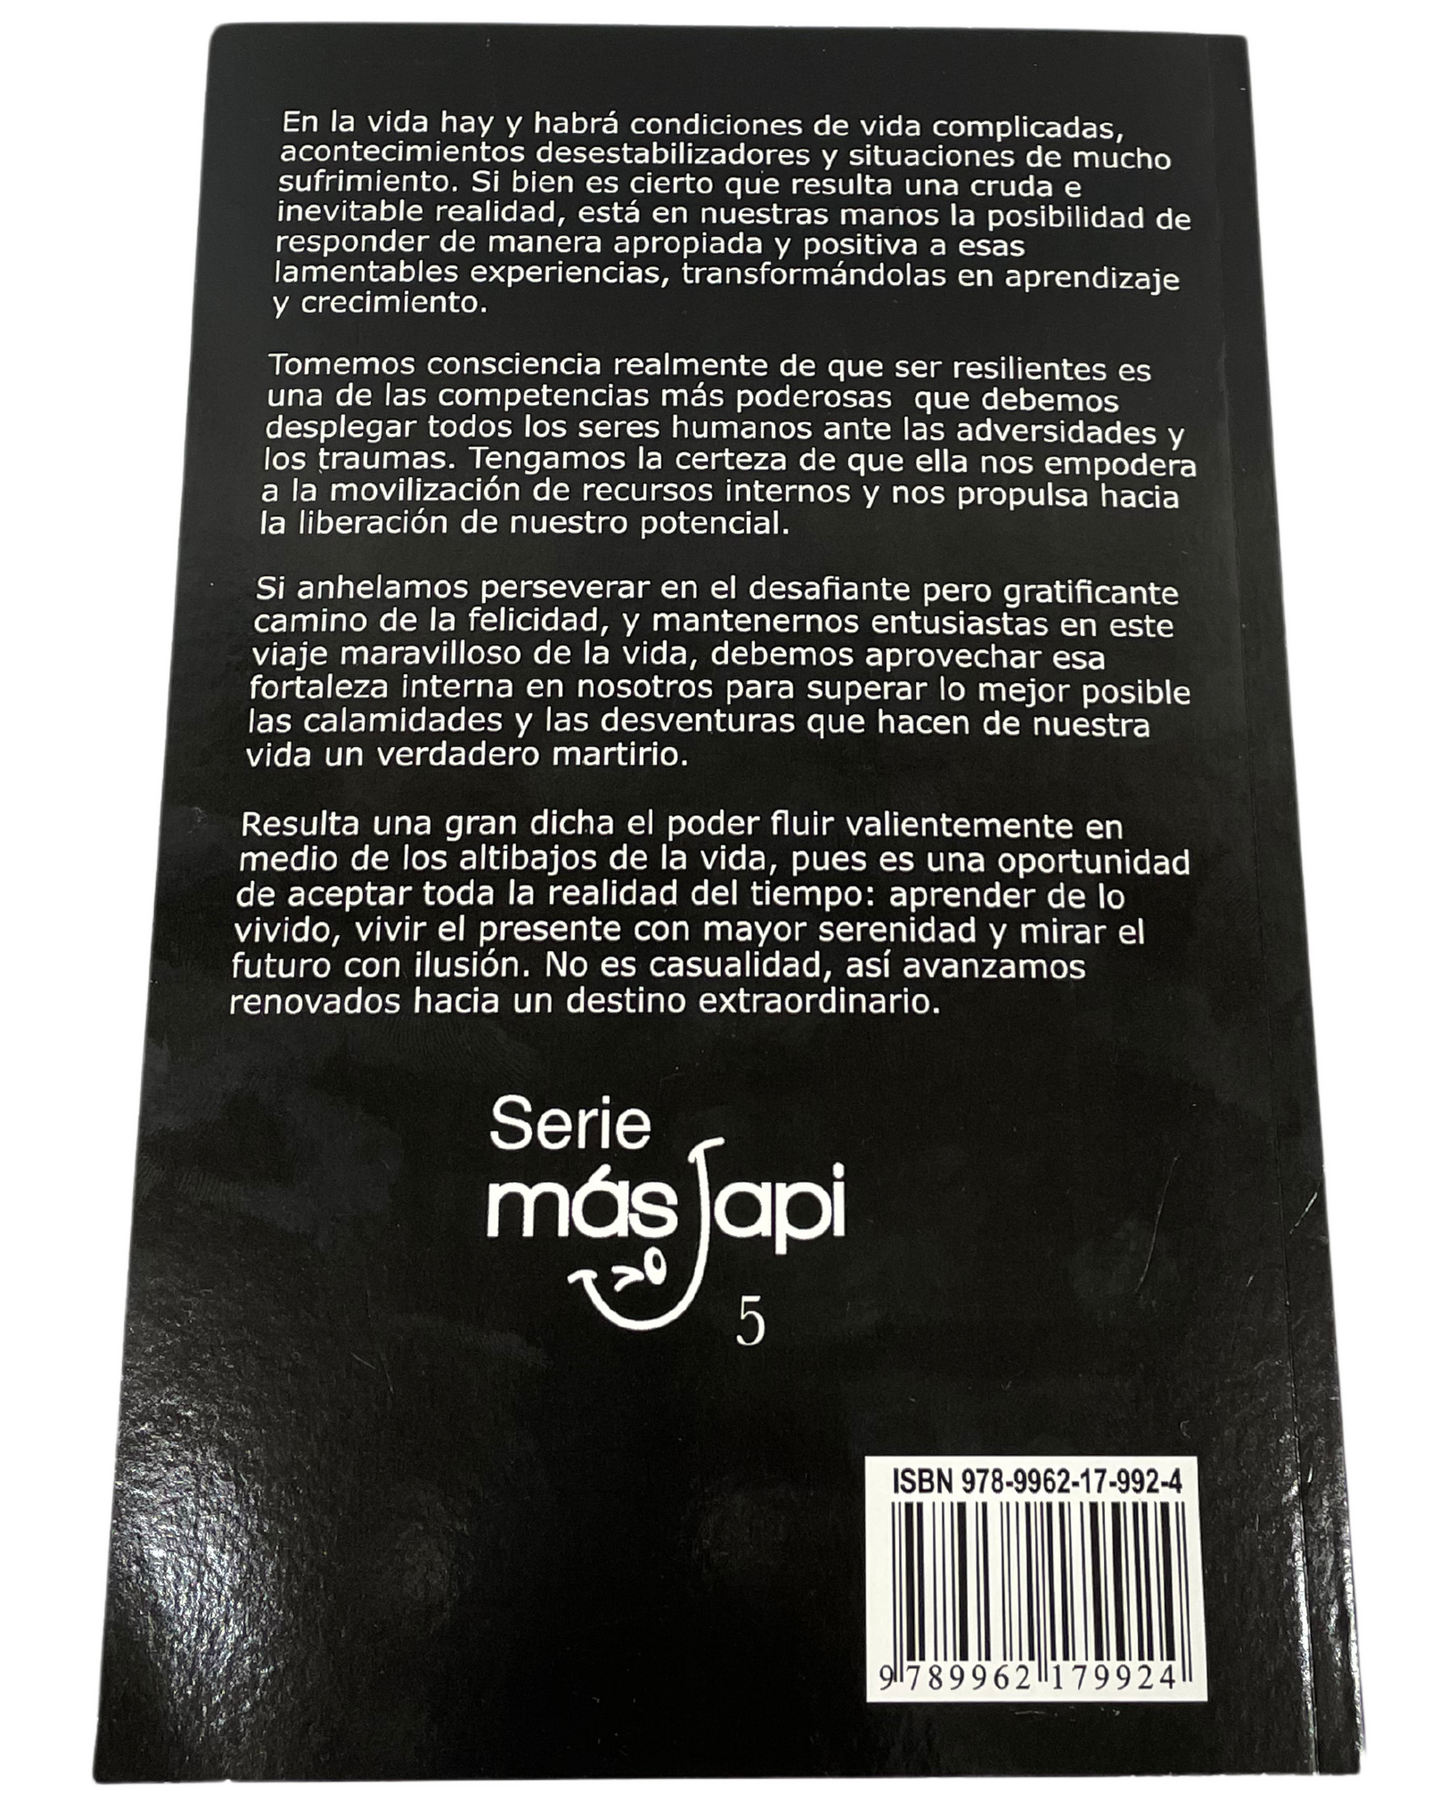 En la vida hay y habrá condiciones de vida complicadas,
acontecimientos desestabilizadores y situaciones de mucho
sufrimiento. Si bien es cierto que resulta una cruda e
inevitable realidad, está en nuestras manos la posibilidad de
responder de manera apropiada y positiva a esas
lamentables experiencias, transformándolas en aprendizaje
y crecimiento.
Tomemos consciencia realmente de que ser resilientes es
una de las competencias más poderosas que debemos
desplegar todos los seres humanos ante las adversidades y
los traumas. Tengamos la certeza de que ella nos empodera
a la movilización de recursos internos y nos propulsa hacia
la liberación de nuestro potencial.
Si anhelamos perseverar en el desafiante pero gratificante
camino de la felicidad, y mantenernos entusiastas en este
viaje maravilloso de la vida, debemos aprovechar esa
fortaleza interna en nosotros para superar lo mejor posible
las calamidades y las desventuras que hacen de nuestra
vida un verdadero martirio.
Resulta una gran dicha el poder fluir valientemente en
medio de los altibajos de la vida, pues es una oportunidad
de aceptar toda la realidad del tiempo: aprender de lo
vivido, vivir el presente con mayor serenidad y mirar el
futuro con ilusión. No es casualidad, así avanzamos
renovados hacia un destino extraordinario.
Serie
más Japi
5
ISBN 978-9962-17-992-4
9 789962 179924